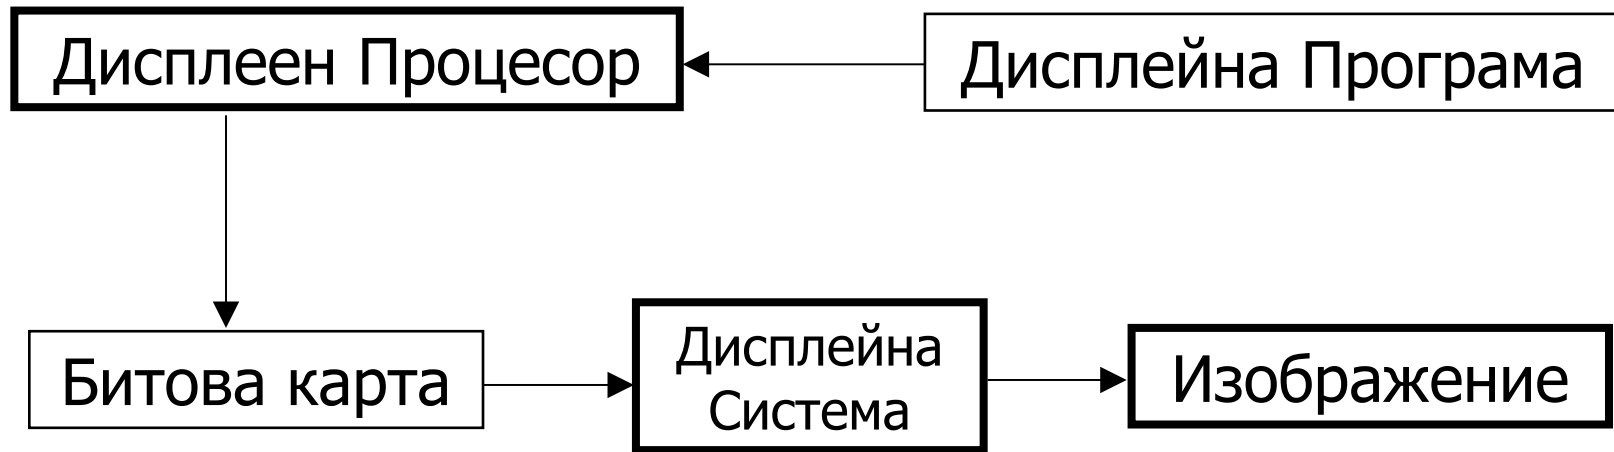 Дисплеен Процесор
Дисплейна Програма
Битова карта
Дисплейна
Система
Изображение